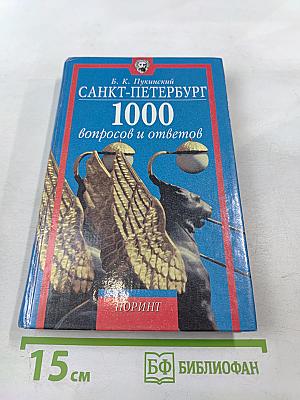 Б. К. Пукинский
САНКТ-ПЕТЕРБУРГ
1000
вопросов и ответов
НОРИНТ
15 см
БФ БИБЛИОФАН